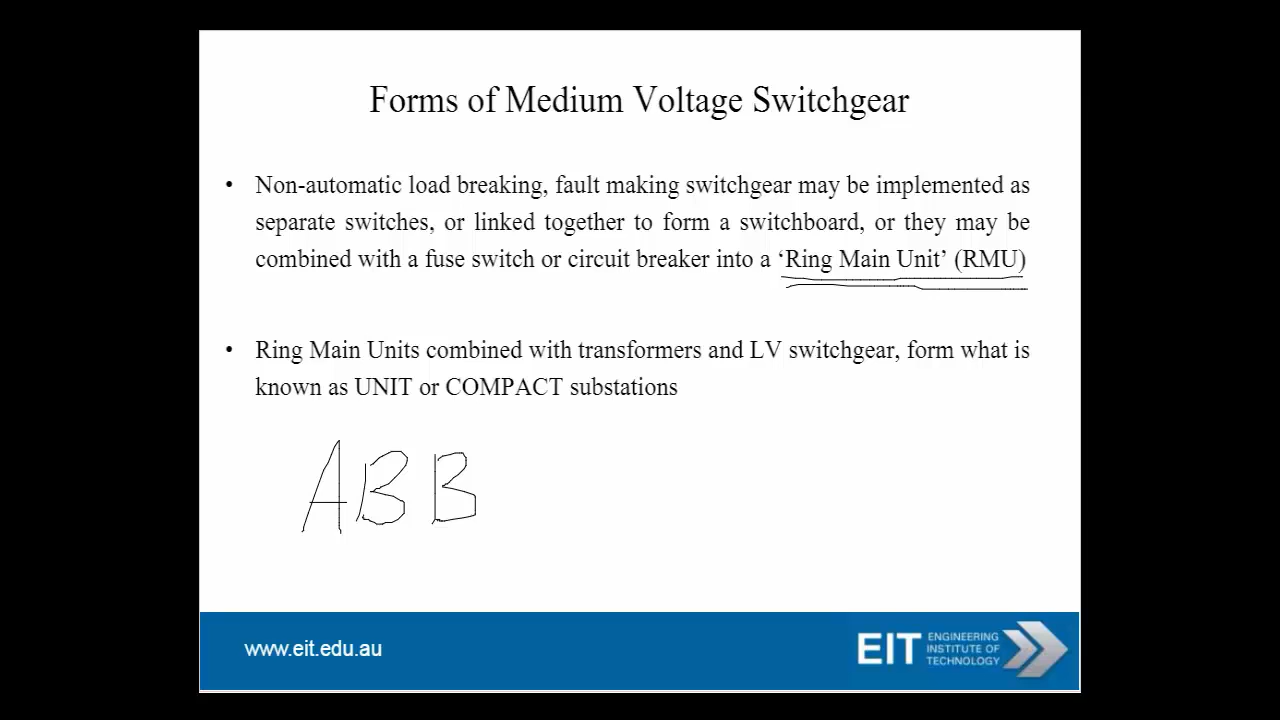 Forms of Medium Voltage Switchgear
• Non-automatic load breaking, fault making switchgear may be implemented as
separate switches, or linked together to form a switchboard, or they may be
combined with a fuse switch or circuit breaker into a ‘Ring Main Unit’ (RMU)
• Ring Main Units combined with transformers and LV switchgear, form what is
known as UNIT or COMPACT substations
ABB
www.eit.edu.au
EIT
ENGINEERING
INSTITUTE OF
TECHNOLOGY